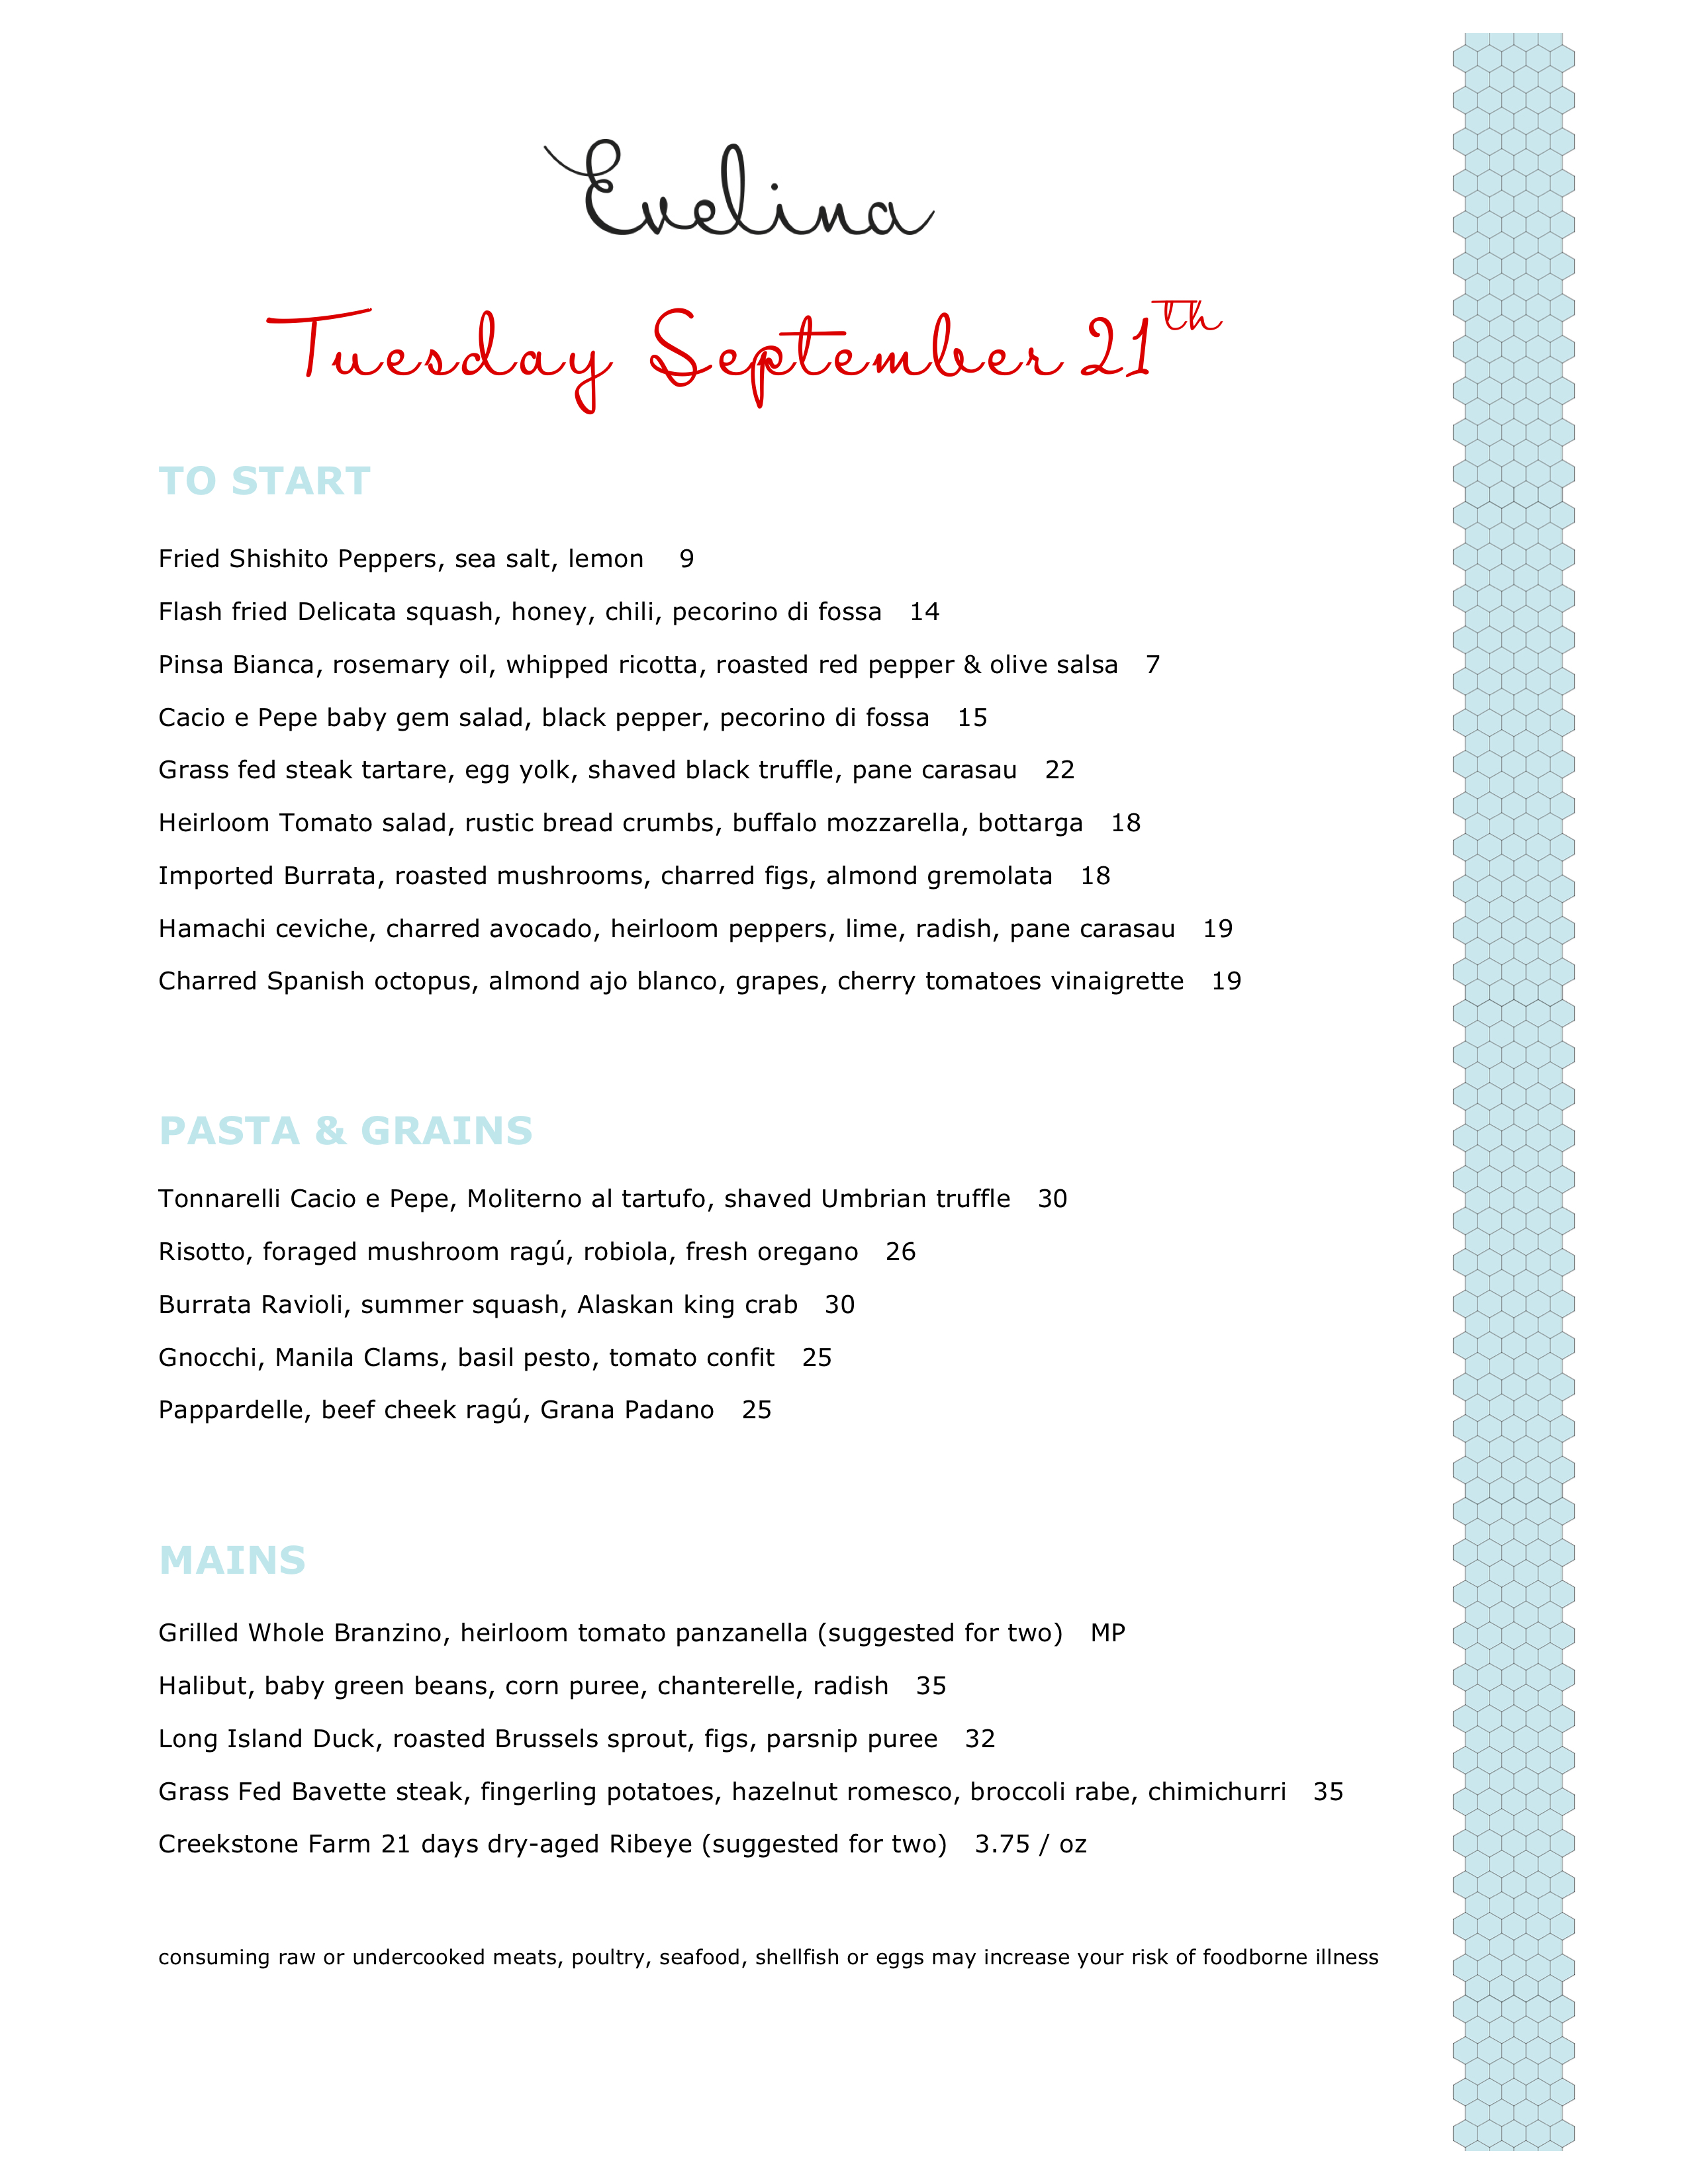 Evelina
Tuesday September 21th
TO START
Fried Shishito Peppers, sea salt, lemon 9
Flash fried Delicata squash, honey, chili, pecorino di fossa 14
Pinsa Bianca, rosemary oil, whipped ricotta, roasted red pepper & olive salsa 7
Cacio e Pepe baby gem salad, black pepper, pecorino di fossa 15
Grass fed steak tartare, egg yolk, shaved black truffle, pane carasau 22
Heirloom Tomato salad, rustic bread crumbs, buffalo mozzarella, bottarga 18
Imported Burrata, roasted mushrooms, charred figs, almond gremolata 18
Hamachi ceviche, charred avocado, heirloom peppers, lime, radish, pane carasau 19
Charred Spanish octopus, almond ajo blanco, grapes, cherry tomatoes vinaigrette 19
PASTA & GRAINS
Tonnarelli Cacio e Pepe, Moliterno al tartufo, shaved Umbrian truffle 30
Risotto, foraged mushroom ragú, robiola, fresh oregano 26
Burrata Ravioli, summer squash, Alaskan king crab 30
Gnocchi, Manila Clams, basil pesto, tomato confit 25
Pappardelle, beef cheek ragú, Grana Padano 25
MAINS
Grilled Whole Branzino, heirloom tomato panzanella (suggested for two) MP
Halibut, baby green beans, corn puree, chanterelle, radish 35
Long Island Duck, roasted Brussels sprout, figs, parsnip puree 32
Grass Fed Bavette steak, fingerling potatoes, hazelnut romesco, broccoli rabe, chimichurri 35
Creekstone Farm 21 days dry-aged Ribeye (suggested for two) 3.75 / oz
consuming raw or undercooked meats, poultry, seafood, shellfish or eggs may increase your risk of foodborne illness